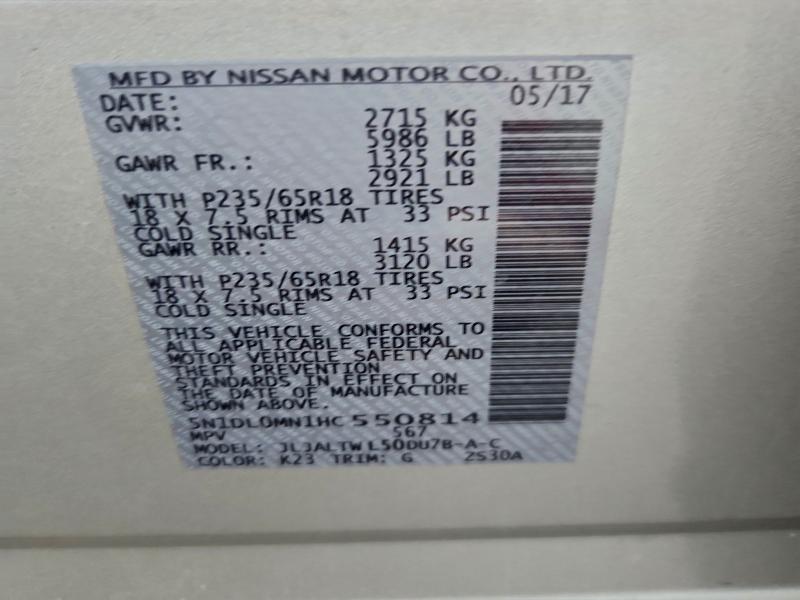 MFD BY NISSAN MOTOR CO., LTD.
DATE: 05/17
GVWR: 2715 KG
5986 LB
GAWR FR.: 1325 KG
2921 LB
WITH P235/65R18 TIRES
18 X 7.5 RIMS AT 33 PSI
COLD SINGLE
GAWR RR.: 1415 KG
3120 LB
WITH P235/65R18 TIRES
18 X 7.5 RIMS AT 33 PSI
COLD SINGLE
THIS VEHICLE CONFORMS TO
ALL APPLICABLE FEDERAL
MOTOR VEHICLE SAFETY AND
THEFT PREVENTION
STANDARDS IN EFFECT ON
THE DATE OF MANUFACTURE
SHOWN ABOVE.
5N1DL0MN1HC550814
MPV 567
MODEL: JLJALTWL50DU7B-A-C
COLOR: K23 TRIM: G 2S30A